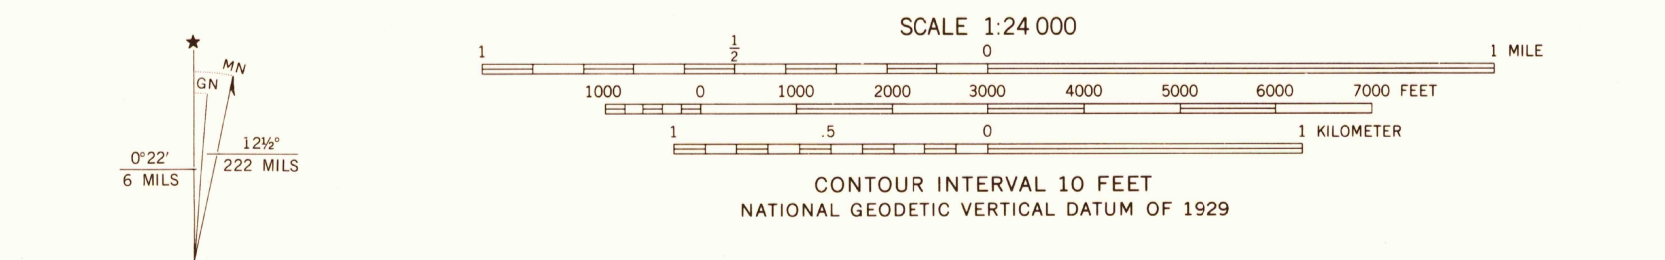 SCALE 1:24 000
1 ½ 0 1 MILE
1000 0 1000 2000 3000 4000 5000 6000 7000 FEET
1 .5 0 1 KILOMETER
CONTOUR INTERVAL 10 FEET
NATIONAL GEODETIC VERTICAL DATUM OF 1929
★
MN
GN
12½°
222 MILS
0°22′
6 MILS